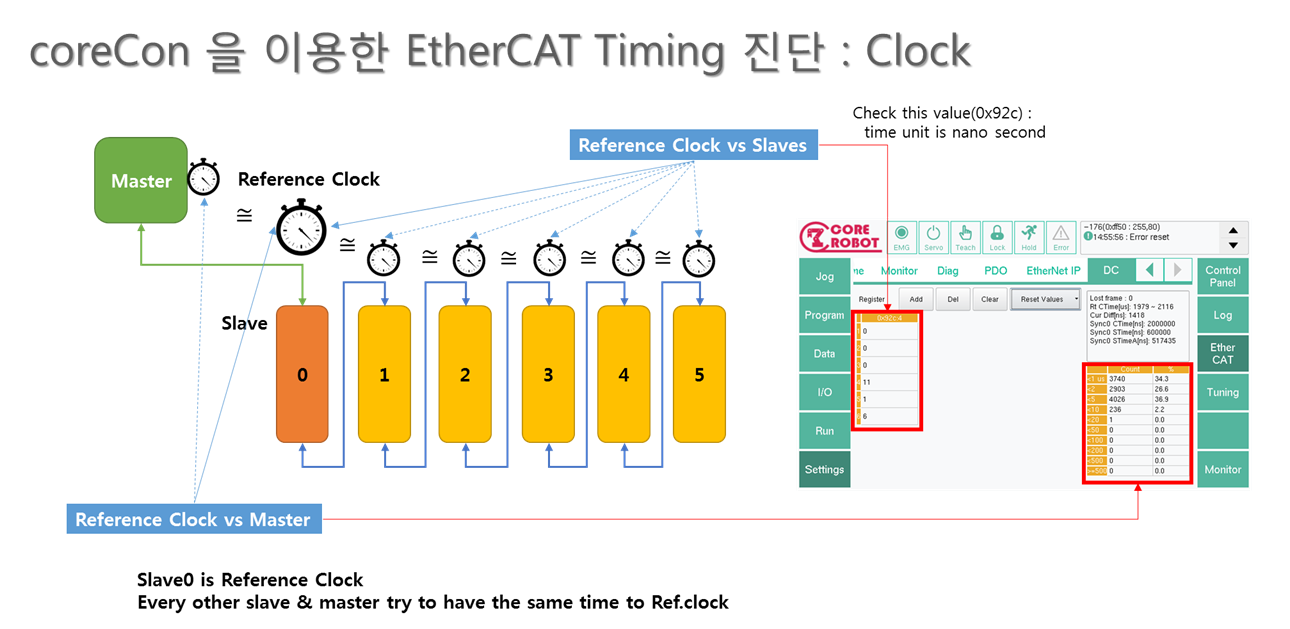 coreCon 을 이용한 EtherCAT Timing 진단 : Clock
Check this value(0x92c) :
time unit is nano second
Reference Clock vs Slaves
Master
Reference Clock
≅
≅ ≅ ≅ ≅ ≅
Slave
0 1 2 3 4 5
Reference Clock vs Master
CORE
ROBOT
EMG Servo Teach Lock Hold Error
-176(0xff50 : 255,80)
14:55:56 : Error reset
Jog
Program
Data
I/O
Run
Settings
ne Monitor Diag PDO EtherNet IP DC
Control
Panel
Log
Ether
CAT
Tuning
Monitor
Register Add Del Clear Reset Values
0x92c:4
0
0
0
11
1
6
Lost frame : 0
Rt CTime[us]: 1979 ~ 2116
Cur Diff[ns]: 1418
Sync0 CTime[ns]: 2000000
Sync0 STime[ns]: 600000
Sync0 STimeA[ns]: 517435
Count %
<1 us 3740 34.3
<2 2903 26.6
<5 4026 36.9
<10 236 2.2
<20 1 0.0
<50 0 0.0
<100 0 0.0
<200 0 0.0
<500 0 0.0
>=500 0 0.0
Slave0 is Reference Clock
Every other slave & master try to have the same time to Ref.clock